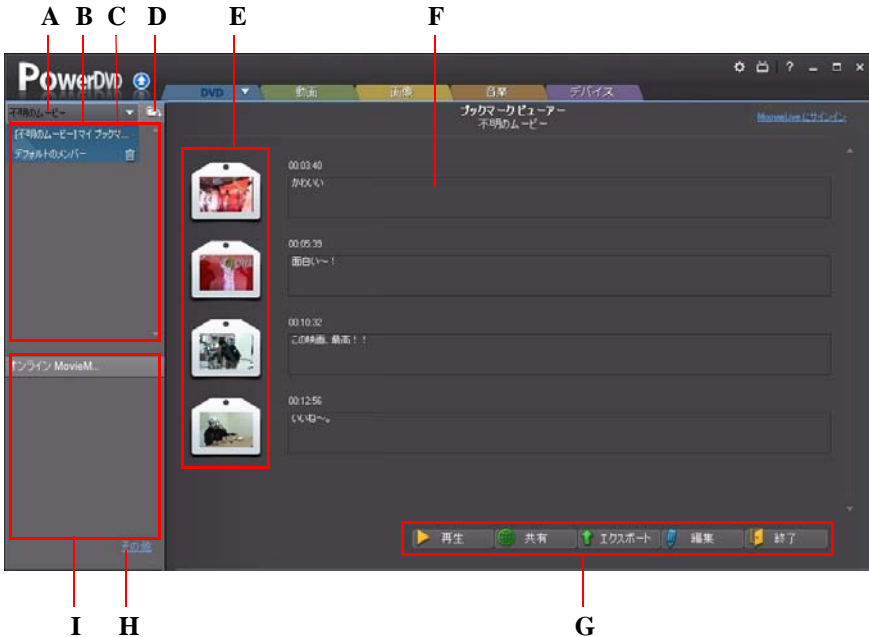 A B C D E F
PowerDVD
?
DVD 動画 画像 音楽 デバイス
不明のムービー
ブックマークビューアー
不明のムービー
MoovieLive にサインイン
[不明のムービー] マイ ブックマ...
デフォルトのメンバー
00:03:40
かわいい
00:05:39
面白い～！
00:10:32
この映画、最高！！
00:12:56
いいね～。
オンライン MovieM...
その他
再生 共有 エクスポート 編集 終了
I H G